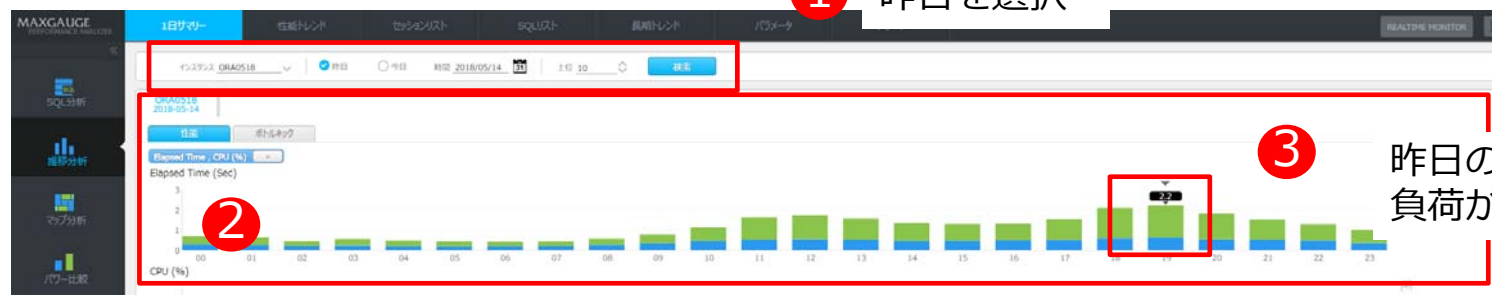 1 昨日を選択
MAXGAUGE
PERFORMANCE ANALYZER
1日サマリー 性能トレンド セッションリスト SQLリスト 長期トレンド パラメータ
REALTIME MONITOR
インスタンス ORA0518 昨日 今日 時間 2018/05/14 31 上位 10 検索
SQL分析
推移分析
マップ分析
パワー比較
ORA0518
2018-05-14
性能 ボトルネック
Elapsed Time , CPU (%)
Elapsed Time (Sec)
3
2
1
0
2.2
2
3
昨日の
負荷が
00 01 02 03 04 05 06 07 08 09 10 11 12 13 14 15 16 17 18 19 20 21 22 23
CPU (%)